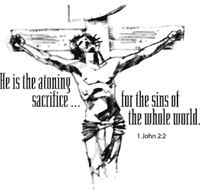 He is the atoning
sacrifice ...
for the sins of
the whole world.
1 John 2:2